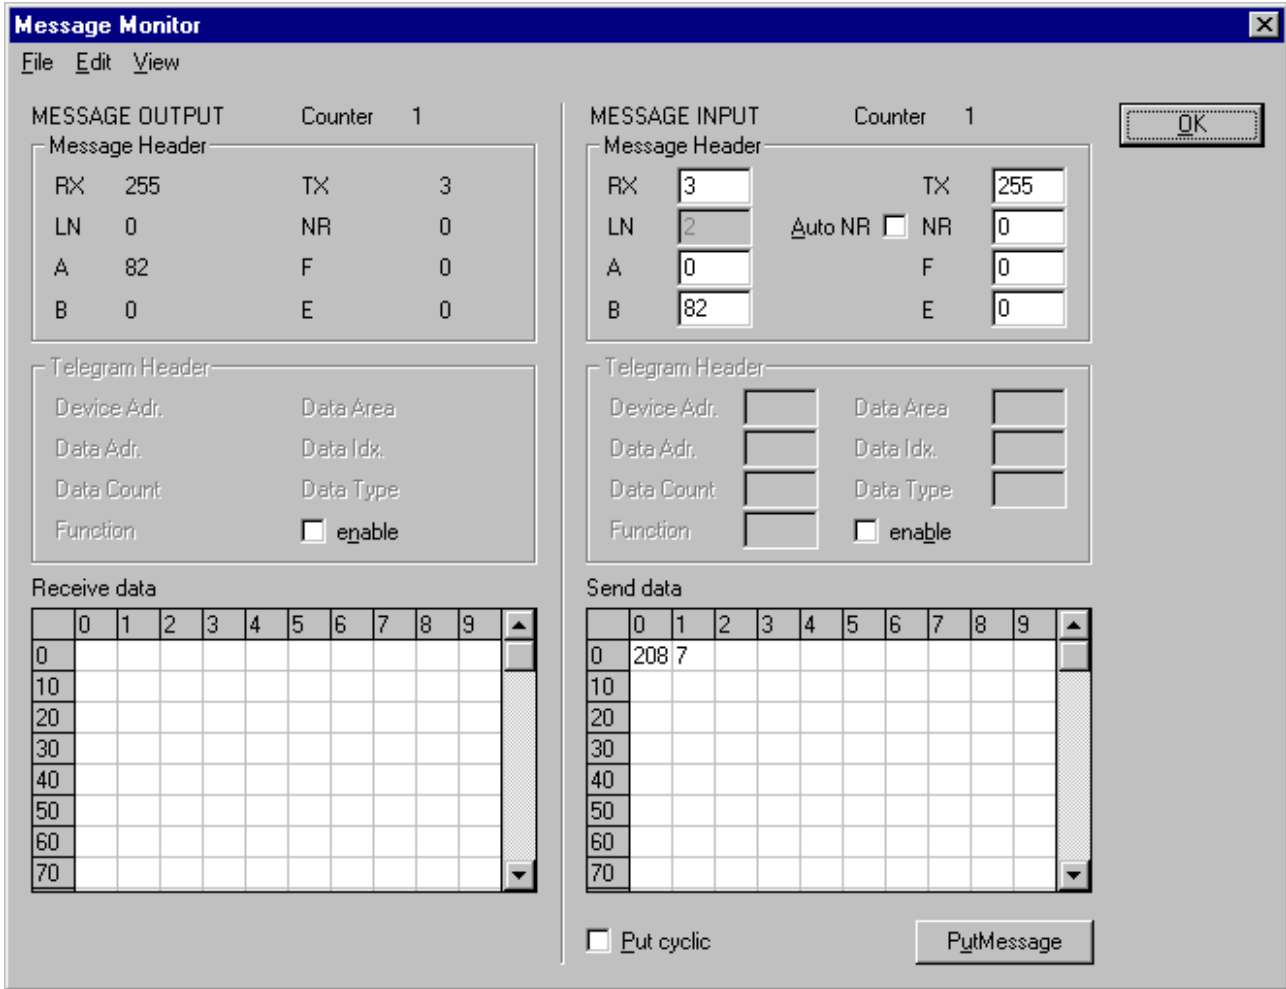 Message Monitor
File Edit View
MESSAGE OUTPUT Counter 1
Message Header
RX 255 TX 3
LN 0 NR 0
A 82 F 0
B 0 E 0
Telegram Header
Device Adr. Data Area
Data Adr. Data Idx.
Data Count Data Type
Function enable
Receive data
0 1 2 3 4 5 6 7 8 9
0
10
20
30
40
50
60
70
MESSAGE INPUT Counter 1
Message Header
RX 3 TX 255
LN 2 Auto NR NR 0
A 0 F 0
B 82 E 0
Telegram Header
Device Adr. Data Area
Data Adr. Data Idx.
Data Count Data Type
Function enable
Send data
0 1 2 3 4 5 6 7 8 9
0 208 7
10
20
30
40
50
60
70
Put cyclic PutMessage
OK